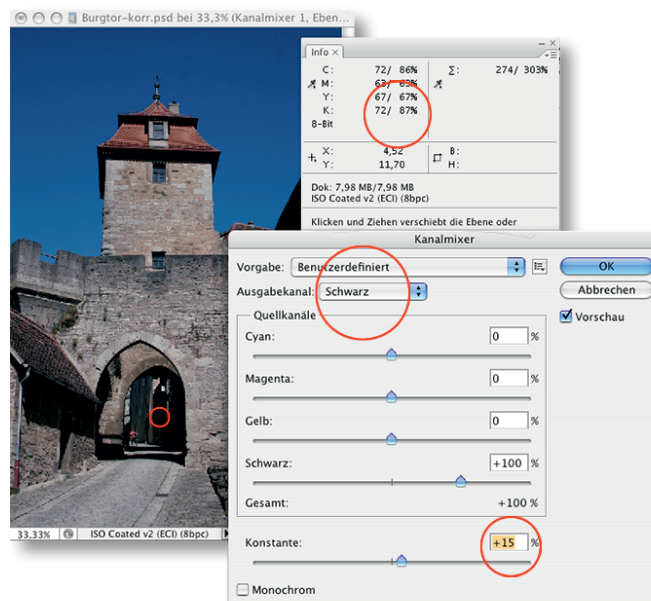 Burgtor-korr.psd bei 33,3% (Kanalmixer 1, Eben...
Info ×
C: 72/ 86% Σ: 274/ 303%
M: 63/ 63%
Y: 67/ 67%
K: 72/ 87%
8-Bit
X: 4,52 B:
Y: 11,70 H:
Dok: 7,98 MB/7,98 MB
ISO Coated v2 (ECI) (8bpc)
Klicken und Ziehen verschiebt die Ebene oder
Kanalmixer
Vorgabe: Benutzerdefiniert
OK
Ausgabekanal: Schwarz
Abbrechen
Vorschau
Quellkanäle
Cyan: 0 %
Magenta: 0 %
Gelb: 0 %
Schwarz: +100 %
Gesamt: +100 %
Konstante: +15 %
Monochrom
33,33% ISO Coated v2 (ECI) (8bpc)